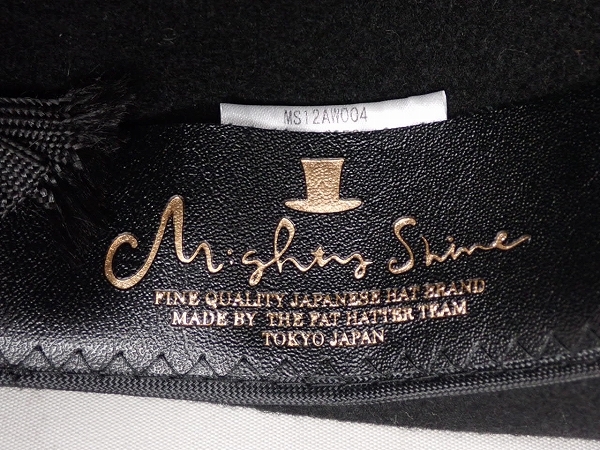 MS12AW004
Mighty Shine
FINE QUALITY JAPANESE HAT BRAND
MADE BY THE FAT HATTER TEAM
TOKYO JAPAN